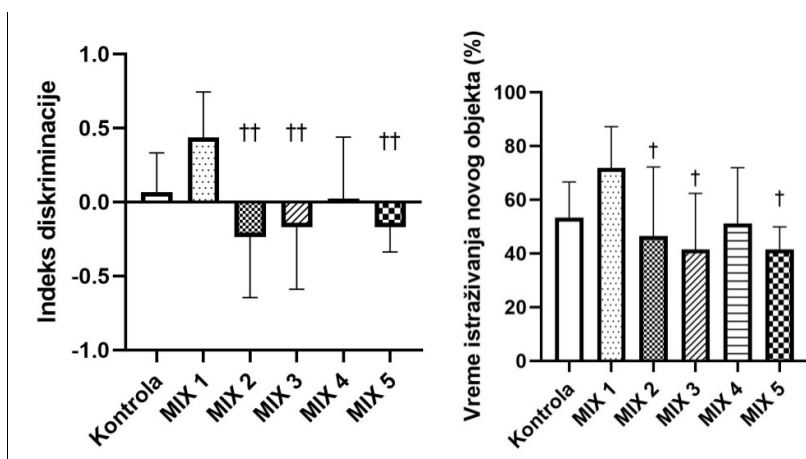 Indeks diskriminacije
1.0
0.5
0.0
-0.5
-1.0
†† †† ††
Kontrola MIX 1 MIX 2 MIX 3 MIX 4 MIX 5
Vreme istraživanja novog objekta (%)
100
80
60
40
20
0
† † †
Kontrola MIX 1 MIX 2 MIX 3 MIX 4 MIX 5